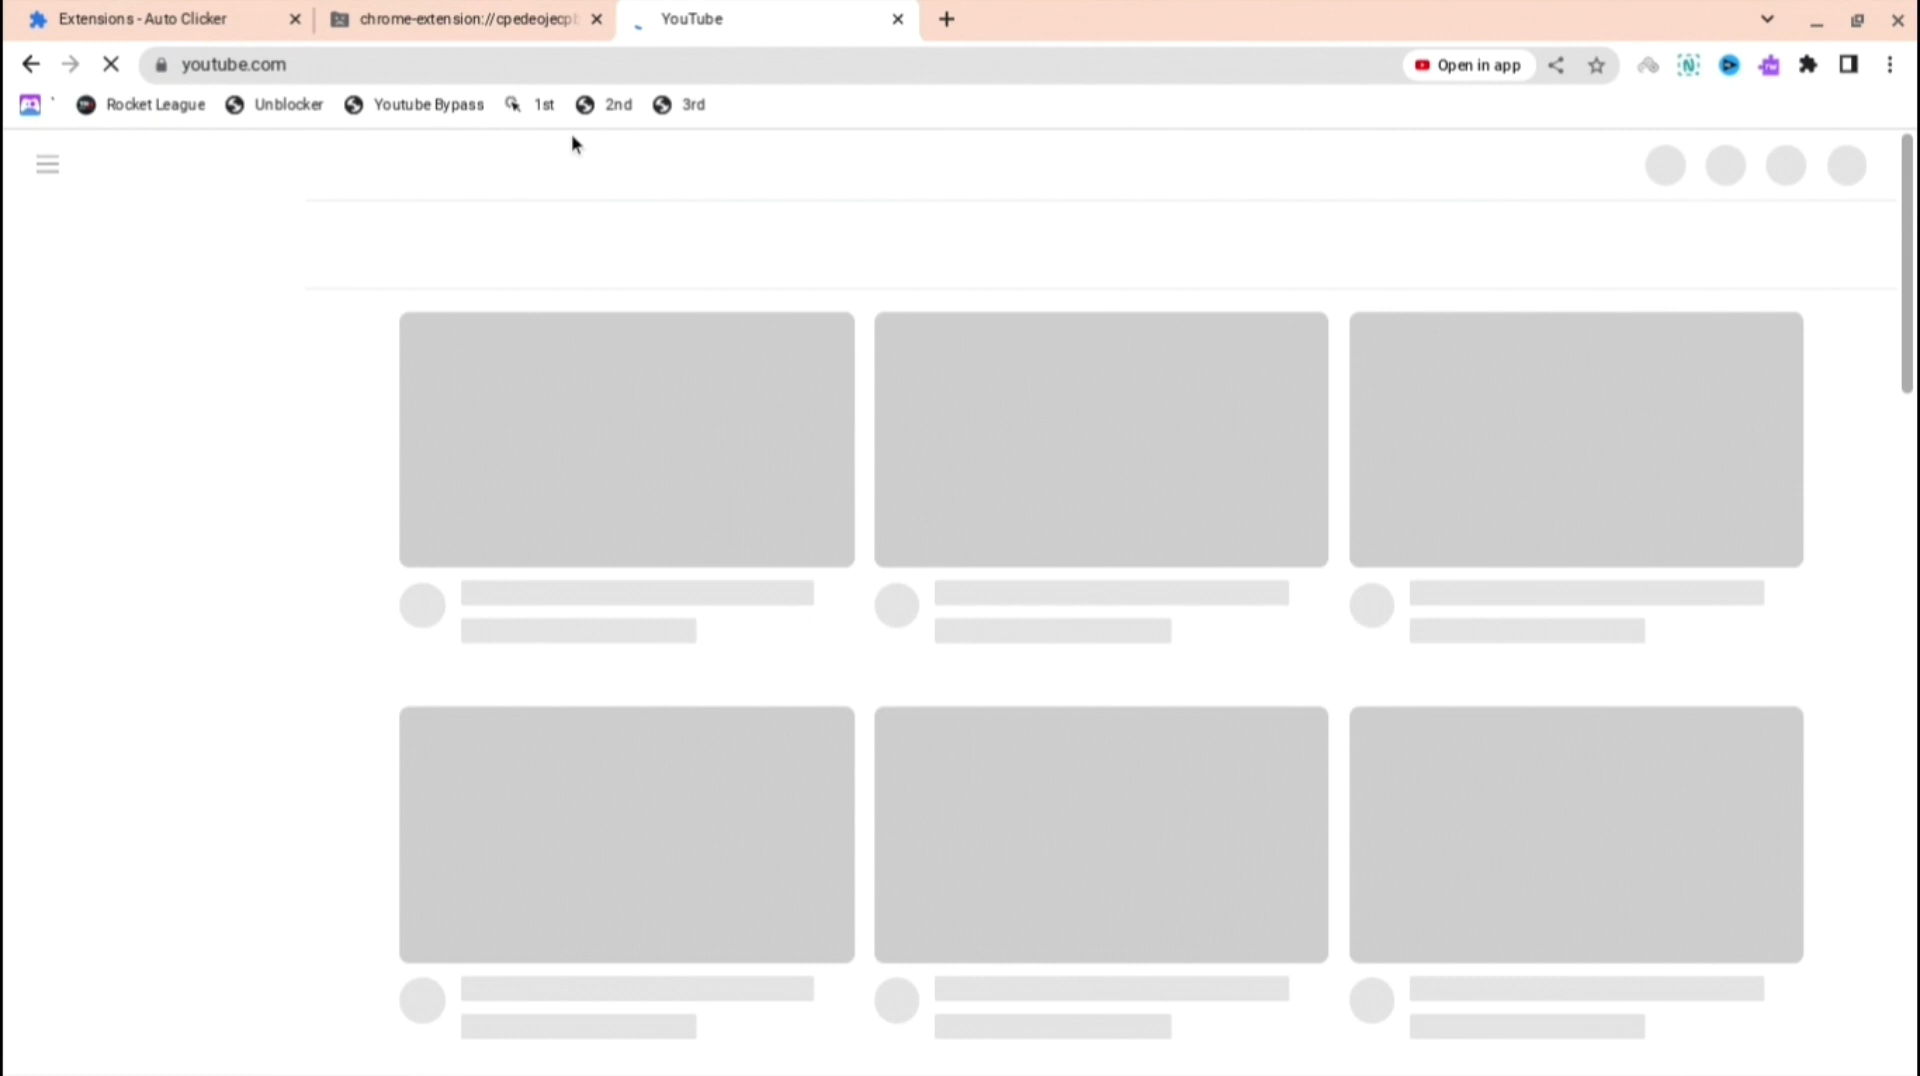 Extensions - Auto Clicker
chrome-extension://cpedeojecpb
YouTube
youtube.com
Open in app
Rocket League
Unblocker
Youtube Bypass
1st
2nd
3rd